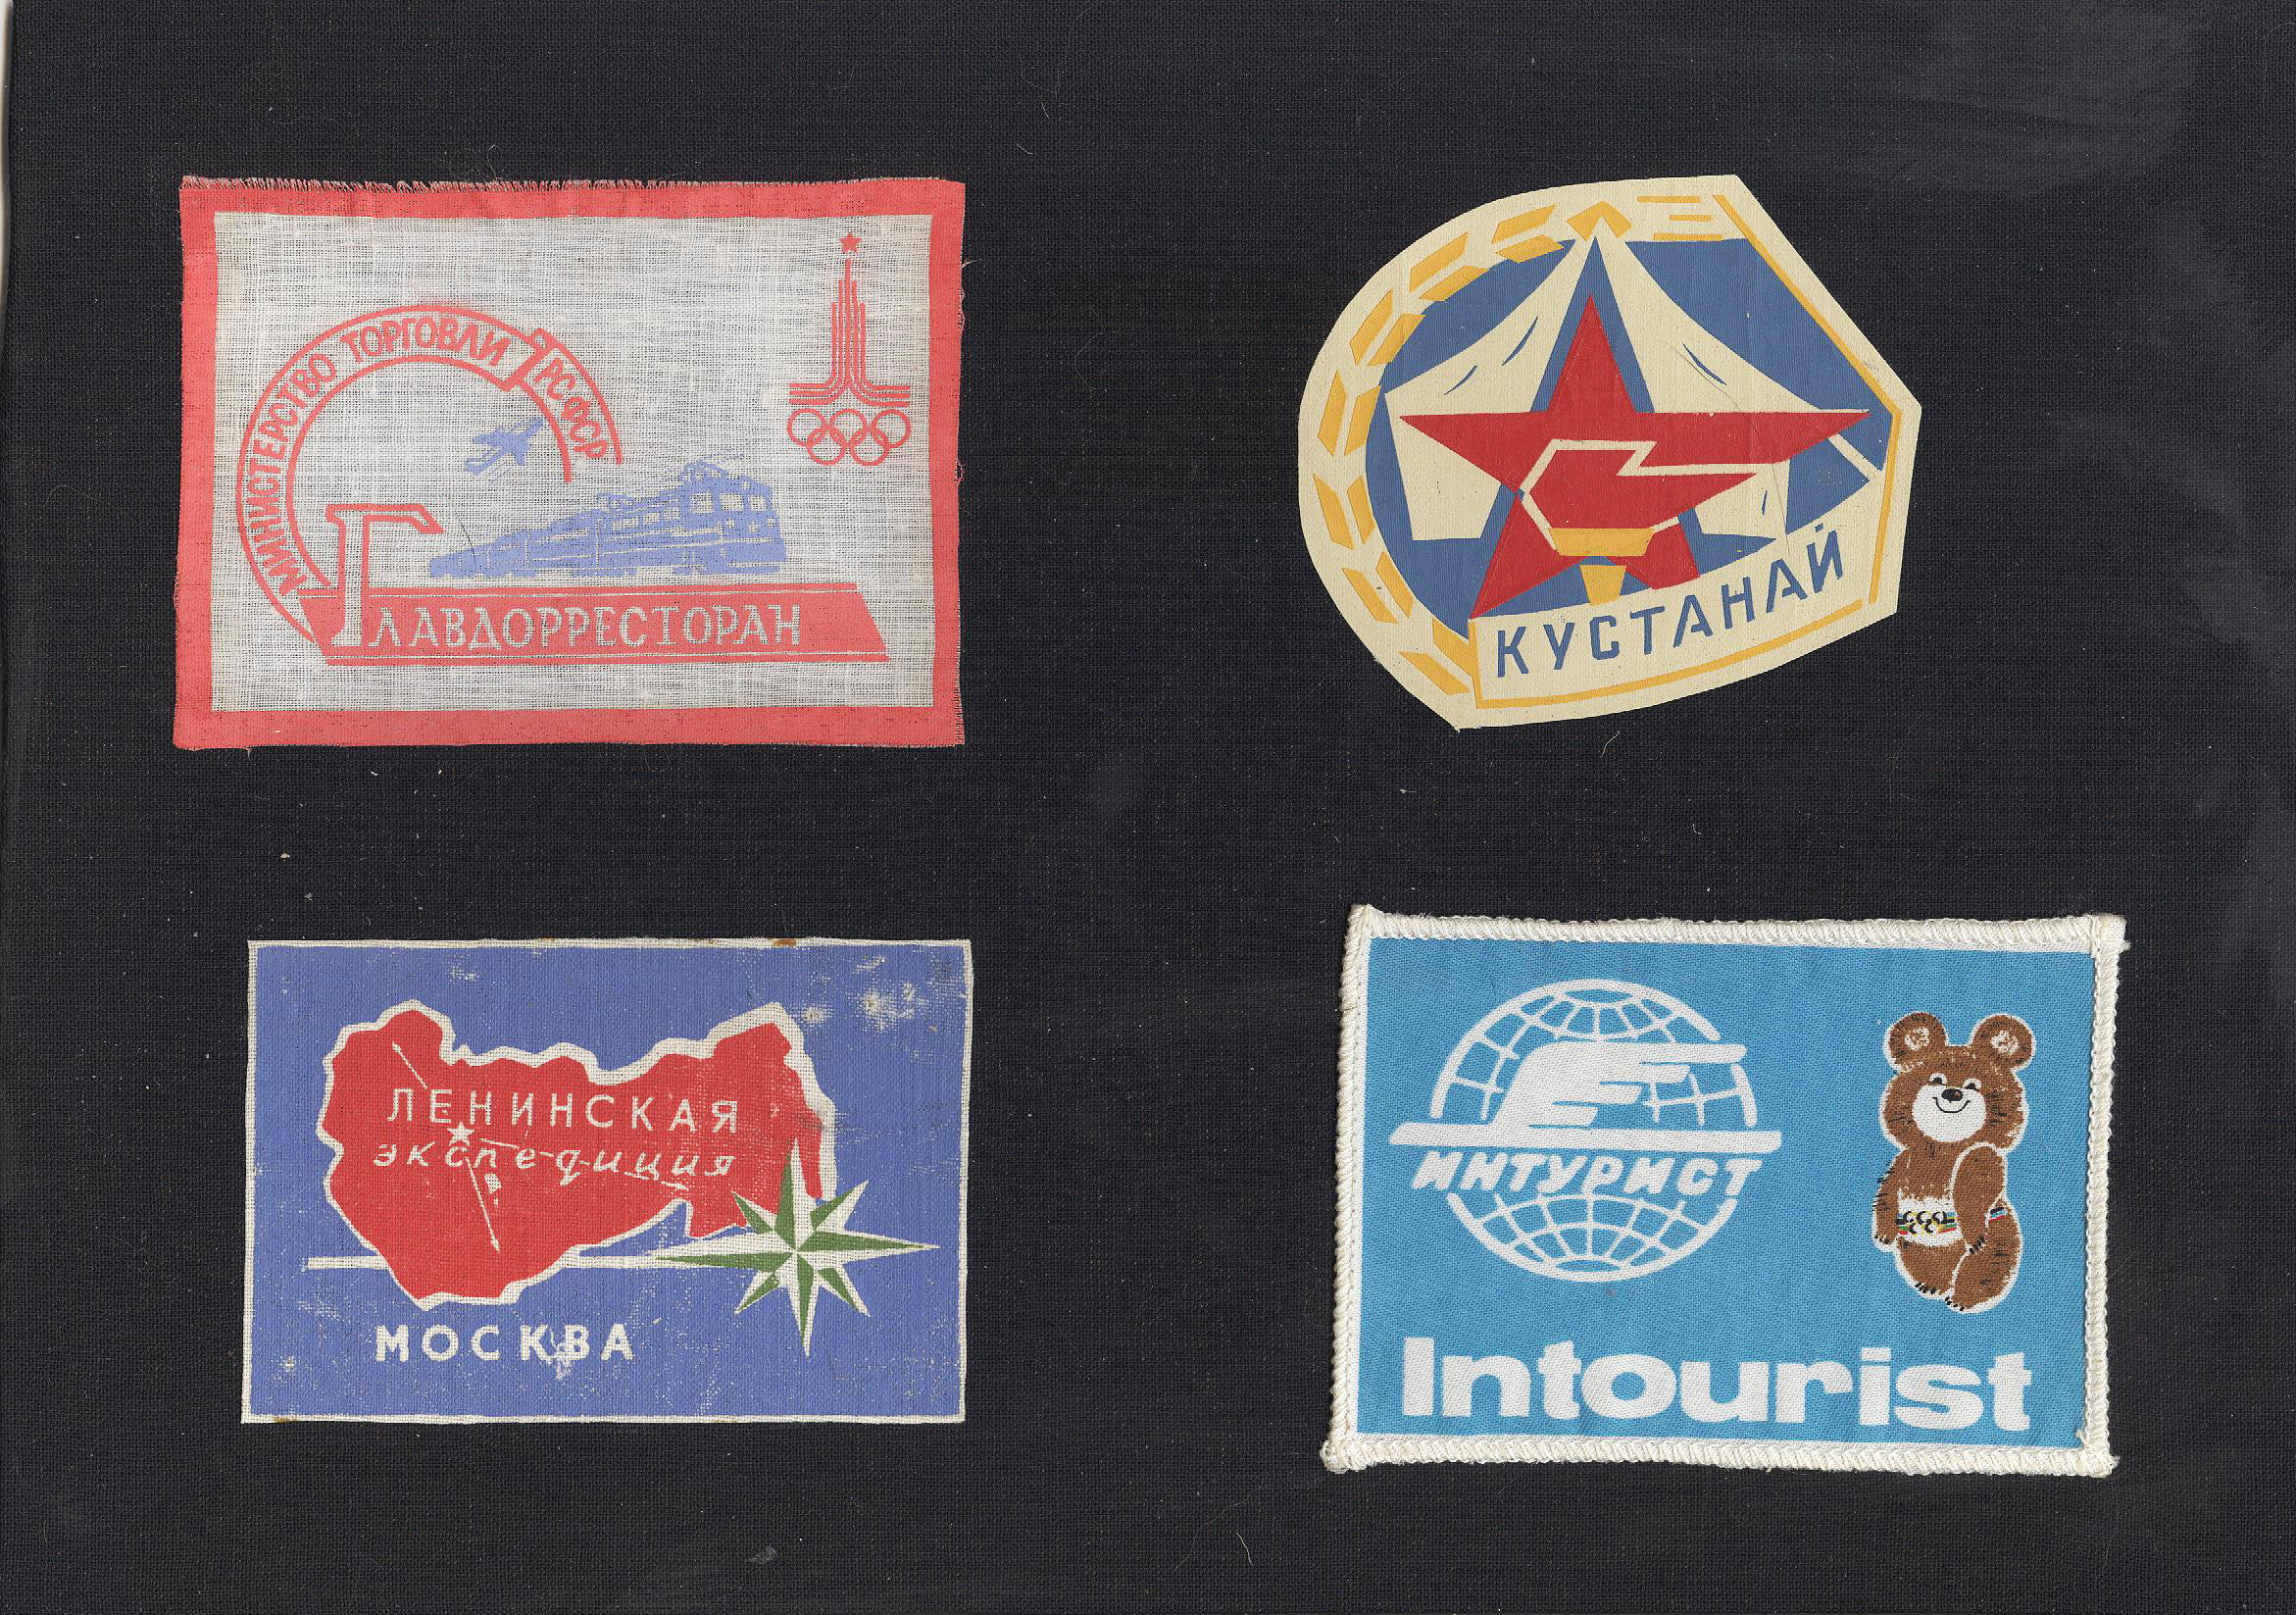 МИНИСТЕРСТВО ТОРГОВЛИ РСФСР
ГЛАВДОРРЕСТОРАН
КУСТАНАЙ
ЛЕНИНСКАЯ
экспедиция
МОСКВА
ИНТУРИСТ
Intourist